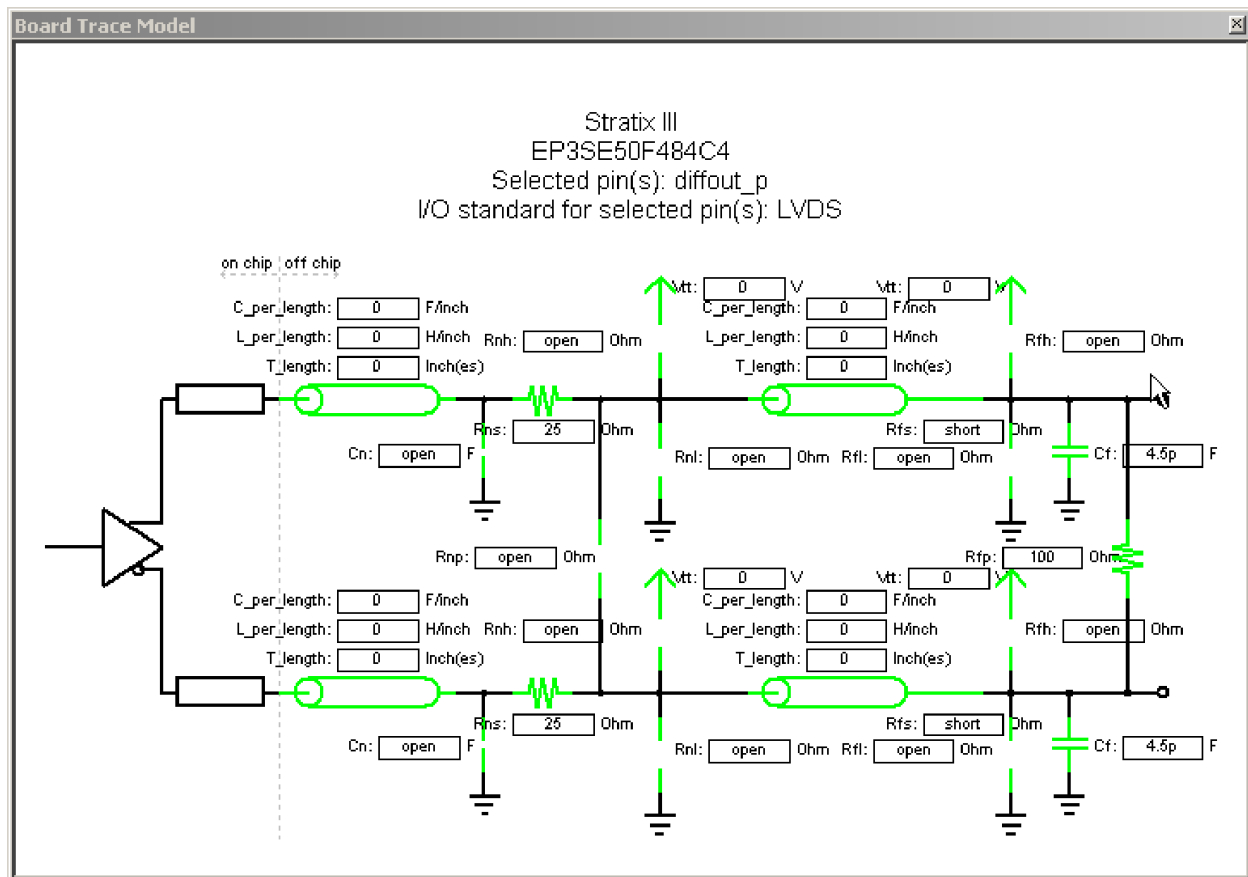 Board Trace Model
Stratix III
EP3SE50F484C4
Selected pin(s): diffout_p
I/O standard for selected pin(s): LVDS
on chip off chip
Vtt: 0 V Vtt: 0 V
C_per_length: 0 F/inch C_per_length: 0 F/inch
L_per_length: 0 H/inch Rnh: open Ohm L_per_length: 0 H/inch Rfh: open Ohm
T_length: 0 Inch(es) T_length: 0 Inch(es)
Rns: 25 Ohm Rfs: short Ohm
Cn: open F Rnl: open Ohm Rfl: open Ohm Cf: 4.5p F
Rnp: open Ohm Rfp: 100 Ohm
Vtt: 0 V Vtt: 0 V
C_per_length: 0 F/inch C_per_length: 0 F/inch
L_per_length: 0 H/inch Rnh: open Ohm L_per_length: 0 H/inch Rfh: open Ohm
T_length: 0 Inch(es) T_length: 0 Inch(es)
Rns: 25 Ohm Rfs: short Ohm
Cn: open F Rnl: open Ohm Rfl: open Ohm Cf: 4.5p F